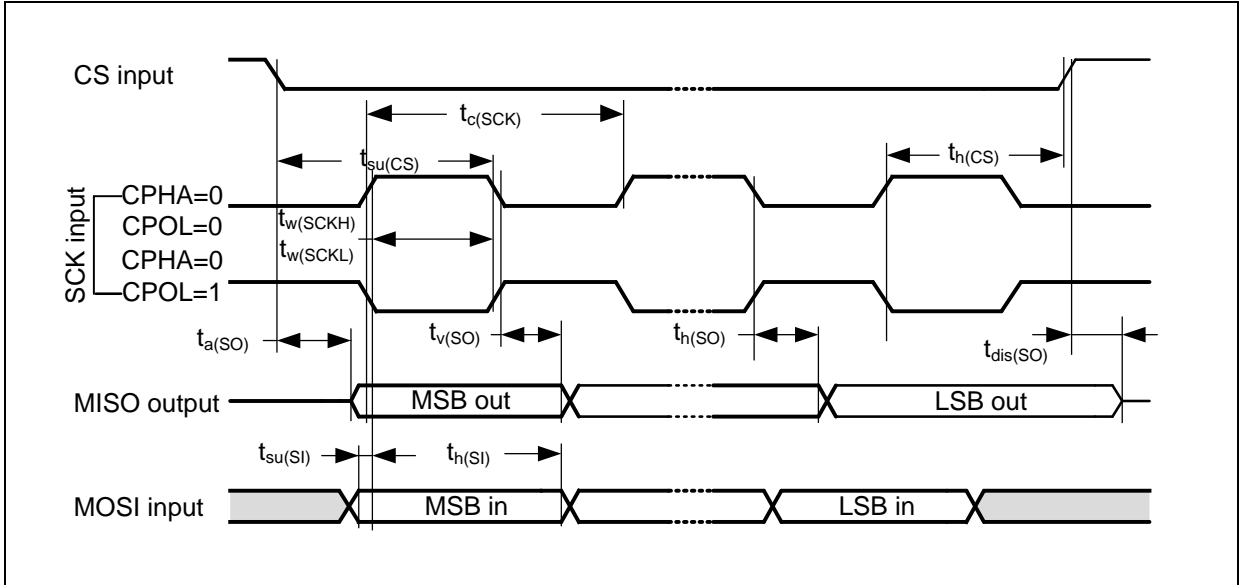 CS input
tc(SCK)
tsu(CS)
th(CS)
SCK input
CPHA=0
CPOL=0
CPHA=0
CPOL=1
tw(SCKH)
tw(SCKL)
ta(SO)
tv(SO)
th(SO)
tdis(SO)
MISO output
MSB out
LSB out
tsu(SI)
th(SI)
MOSI input
MSB in
LSB in